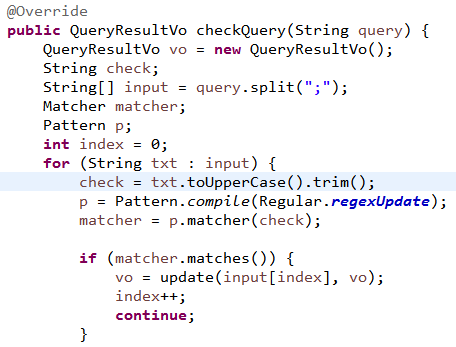 @Override
public QueryResultVo checkQuery(String query) {
    QueryResultVo vo = new QueryResultVo();
    String check;
    String[] input = query.split(";");
    Matcher matcher;
    Pattern p;
    int index = 0;
    for (String txt : input) {
        check = txt.toUpperCase().trim();
        p = Pattern.compile(Regular.regexUpdate);
        matcher = p.matcher(check);

        if (matcher.matches()) {
            vo = update(input[index], vo);
            index++;
            continue;
        }